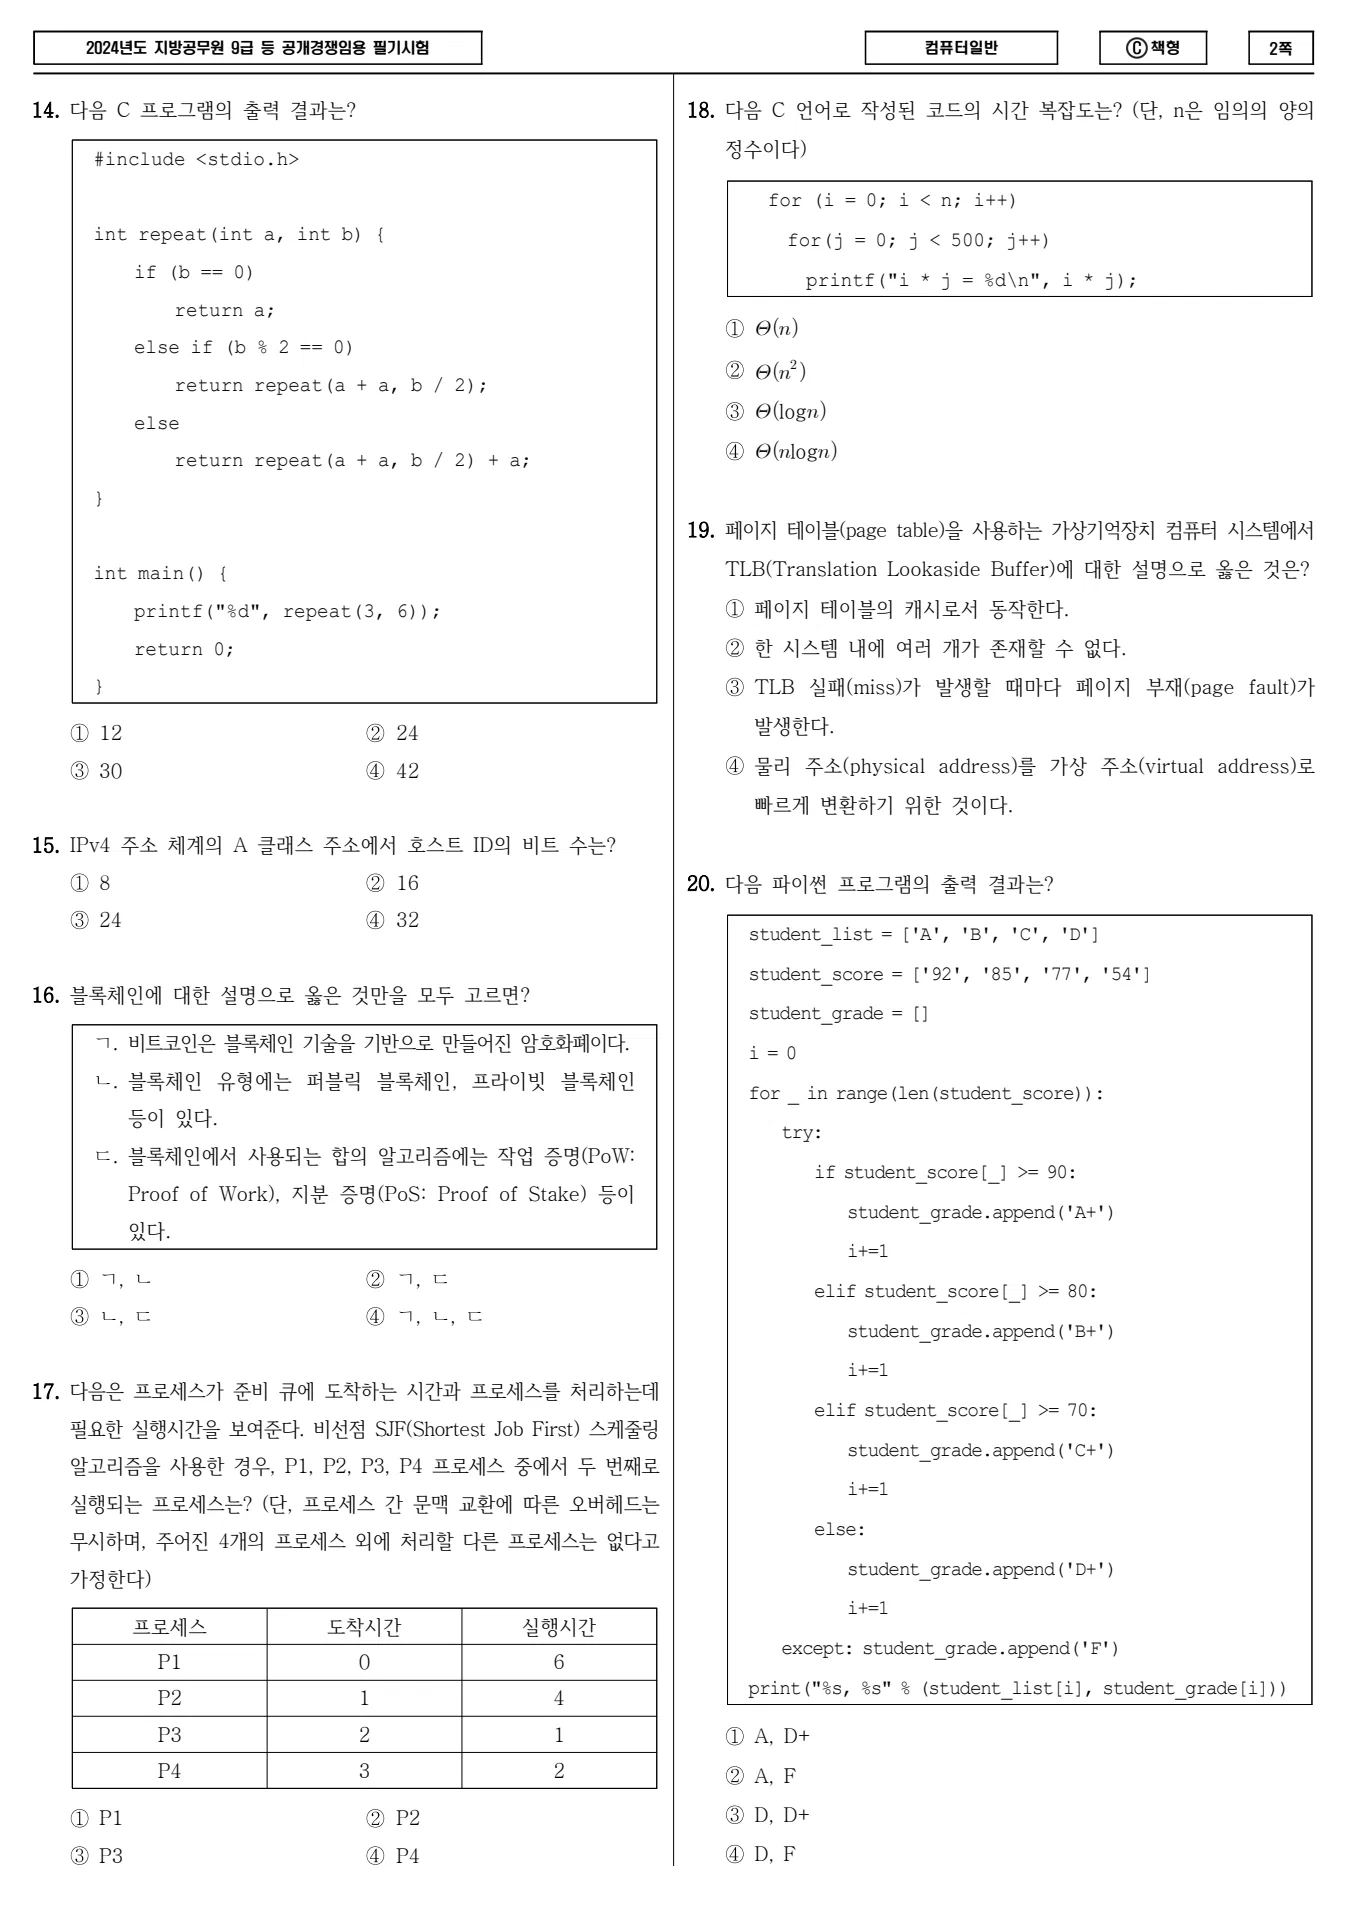 2024년도 지방공무원 9급 등 공개경쟁임용 필기시험
컴퓨터일반
Ⓒ책형
2쪽
14. 다음 C 프로그램의 출력 결과는?
#include <stdio.h>
int repeat(int a, int b) {
if (b == 0)
return a;
else if (b % 2 == 0)
return repeat(a + a, b / 2);
else
return repeat(a + a, b / 2) + a;
}
int main() {
printf("%d", repeat(3, 6));
return 0;
}
① 12 ② 24
③ 30 ④ 42
15. IPv4 주소 체계의 A 클래스 주소에서 호스트 ID의 비트 수는?
① 8 ② 16
③ 24 ④ 32
16. 블록체인에 대한 설명으로 옳은 것만을 모두 고르면?
ㄱ. 비트코인은 블록체인 기술을 기반으로 만들어진 암호화폐이다.
ㄴ. 블록체인 유형에는 퍼블릭 블록체인, 프라이빗 블록체인
등이 있다.
ㄷ. 블록체인에서 사용되는 합의 알고리즘에는 작업 증명(PoW:
Proof of Work), 지분 증명(PoS: Proof of Stake) 등이
있다.
① ㄱ, ㄴ ② ㄱ, ㄷ
③ ㄴ, ㄷ ④ ㄱ, ㄴ, ㄷ
17. 다음은 프로세스가 준비 큐에 도착하는 시간과 프로세스를 처리하는데
필요한 실행시간을 보여준다. 비선점 SJF(Shortest Job First) 스케줄링
알고리즘을 사용한 경우, P1, P2, P3, P4 프로세스 중에서 두 번째로
실행되는 프로세스는? (단, 프로세스 간 문맥 교환에 따른 오버헤드는
무시하며, 주어진 4개의 프로세스 외에 처리할 다른 프로세스는 없다고
가정한다)
프로세스 도착시간 실행시간
P1 0 6
P2 1 4
P3 2 1
P4 3 2
① P1 ② P2
③ P3 ④ P4
18. 다음 C 언어로 작성된 코드의 시간 복잡도는? (단, n은 임의의 양의
정수이다)
for (i = 0; i < n; i++)
for(j = 0; j < 500; j++)
printf("i * j = %d\n", i * j);
① Θ(n)
② Θ(n²)
③ Θ(logn)
④ Θ(nlogn)
19. 페이지 테이블(page table)을 사용하는 가상기억장치 컴퓨터 시스템에서
TLB(Translation Lookaside Buffer)에 대한 설명으로 옳은 것은?
① 페이지 테이블의 캐시로서 동작한다.
② 한 시스템 내에 여러 개가 존재할 수 없다.
③ TLB 실패(miss)가 발생할 때마다 페이지 부재(page fault)가
발생한다.
④ 물리 주소(physical address)를 가상 주소(virtual address)로
빠르게 변환하기 위한 것이다.
20. 다음 파이썬 프로그램의 출력 결과는?
student_list = ['A', 'B', 'C', 'D']
student_score = ['92', '85', '77', '54']
student_grade = []
i = 0
for _ in range(len(student_score)):
try:
if student_score[_] >= 90:
student_grade.append('A+')
i+=1
elif student_score[_] >= 80:
student_grade.append('B+')
i+=1
elif student_score[_] >= 70:
student_grade.append('C+')
i+=1
else:
student_grade.append('D+')
i+=1
except: student_grade.append('F')
print("%s, %s" % (student_list[i], student_grade[i]))
① A, D+
② A, F
③ D, D+
④ D, F